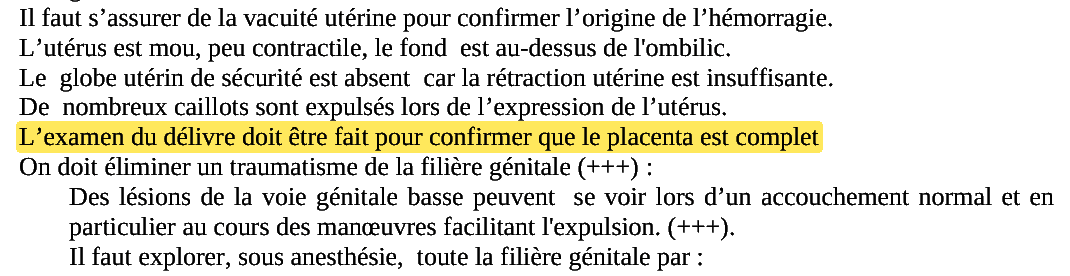 Il faut s’assurer de la vacuité utérine pour confirmer l’origine de l’hémorragie.
L’utérus est mou, peu contractile, le fond  est au-dessus de l'ombilic.
Le  globe utérin de sécurité est absent  car la rétraction utérine est insuffisante.
De  nombreux caillots sont expulsés lors de l’expression de l’utérus.
L’examen du délivre doit être fait pour confirmer que le placenta est complet
On doit éliminer un traumatisme de la filière génitale (+++) :
Des lésions de la voie génitale basse peuvent  se voir lors d’un accouchement normal et en
particulier au cours des manœuvres facilitant l'expulsion. (+++).
Il faut explorer, sous anesthésie,  toute la filière génitale par :